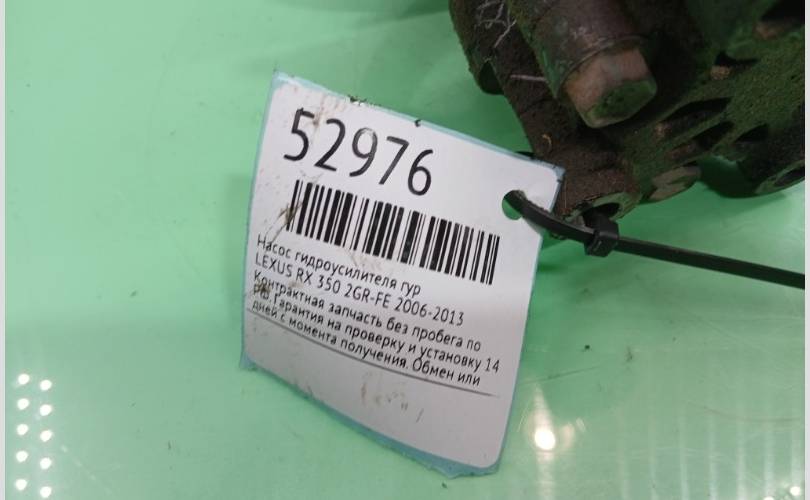 52976
Насос гидроусилителя гур
LEXUS RX 350 2GR-FE 2006-2013
Контрактная запчасть без пробега по
РФ. Гарантия на проверку и установку 14
дней с момента получения. Обмен или